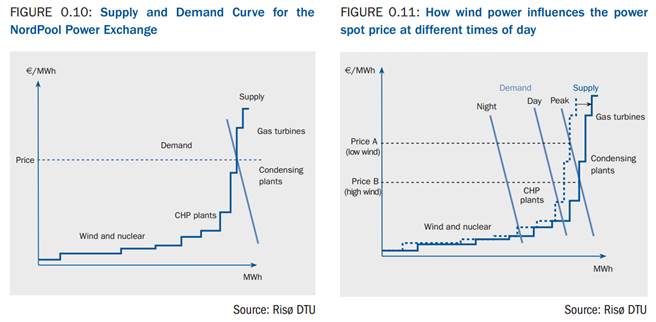 FIGURE 0.10: Supply and Demand Curve for the
NordPool Power Exchange
€/MWh
Supply
Gas turbines
Demand
Price
Condensing
plants
CHP plants
Wind and nuclear
MWh
Source: Risø DTU
FIGURE 0.11: How wind power influences the power
spot price at different times of day
€/MWh
Demand
Supply
Night
Day
Peak
Gas turbines
Price A
(low wind)
Condensing
plants
Price B
(high wind)
CHP
plants
Wind and nuclear
MWh
Source: Risø DTU